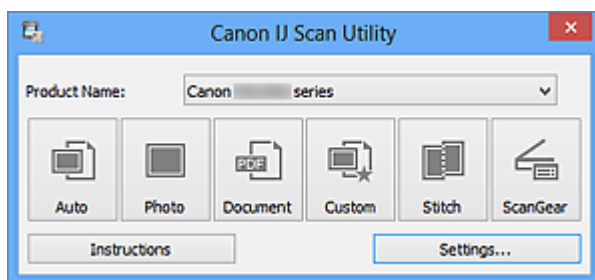 Canon IJ Scan Utility
Product Name: Canon series
PDF
Auto Photo Document Custom Stitch ScanGear
Instructions Settings...